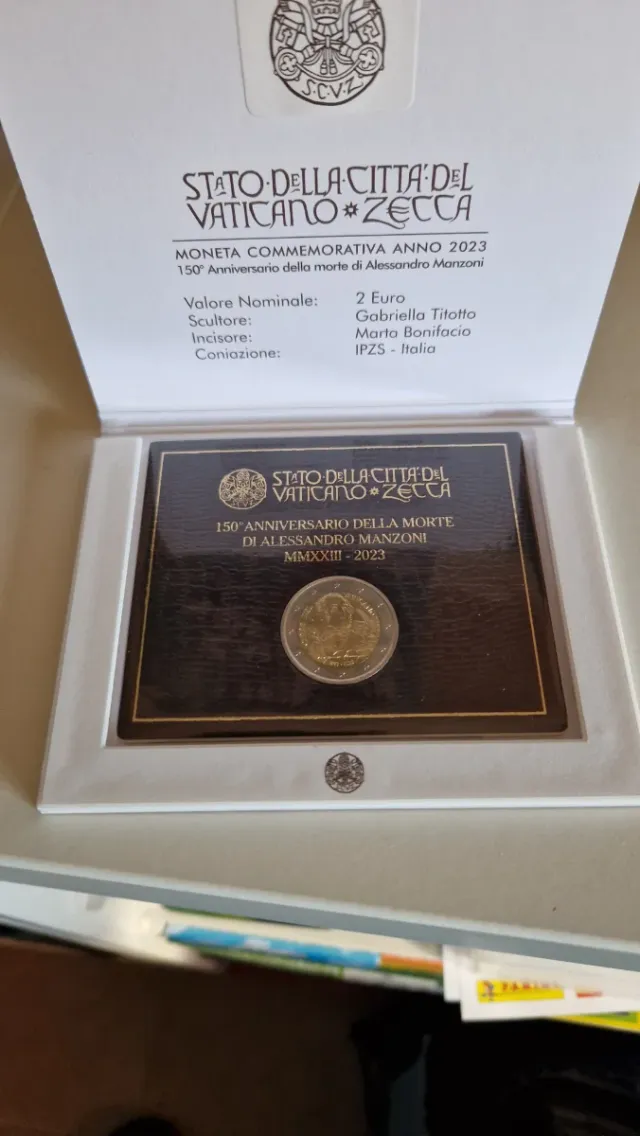 S.C.V.Z.
STATO·DELLA·CITTA'·DEL
VATICANO * ZECCA
MONETA COMMEMORATIVA ANNO 2023
150° Anniversario della morte di Alessandro Manzoni
Valore Nominale: 2 Euro
Scultore: Gabriella Titotto
Incisore: Marta Bonifacio
Coniazione: IPZS - Italia
STATO·DELLA·CITTA'·DEL
VATICANO * ZECCA
150° ANNIVERSARIO DELLA MORTE
DI ALESSANDRO MANZONI
MMXXIII - 2023